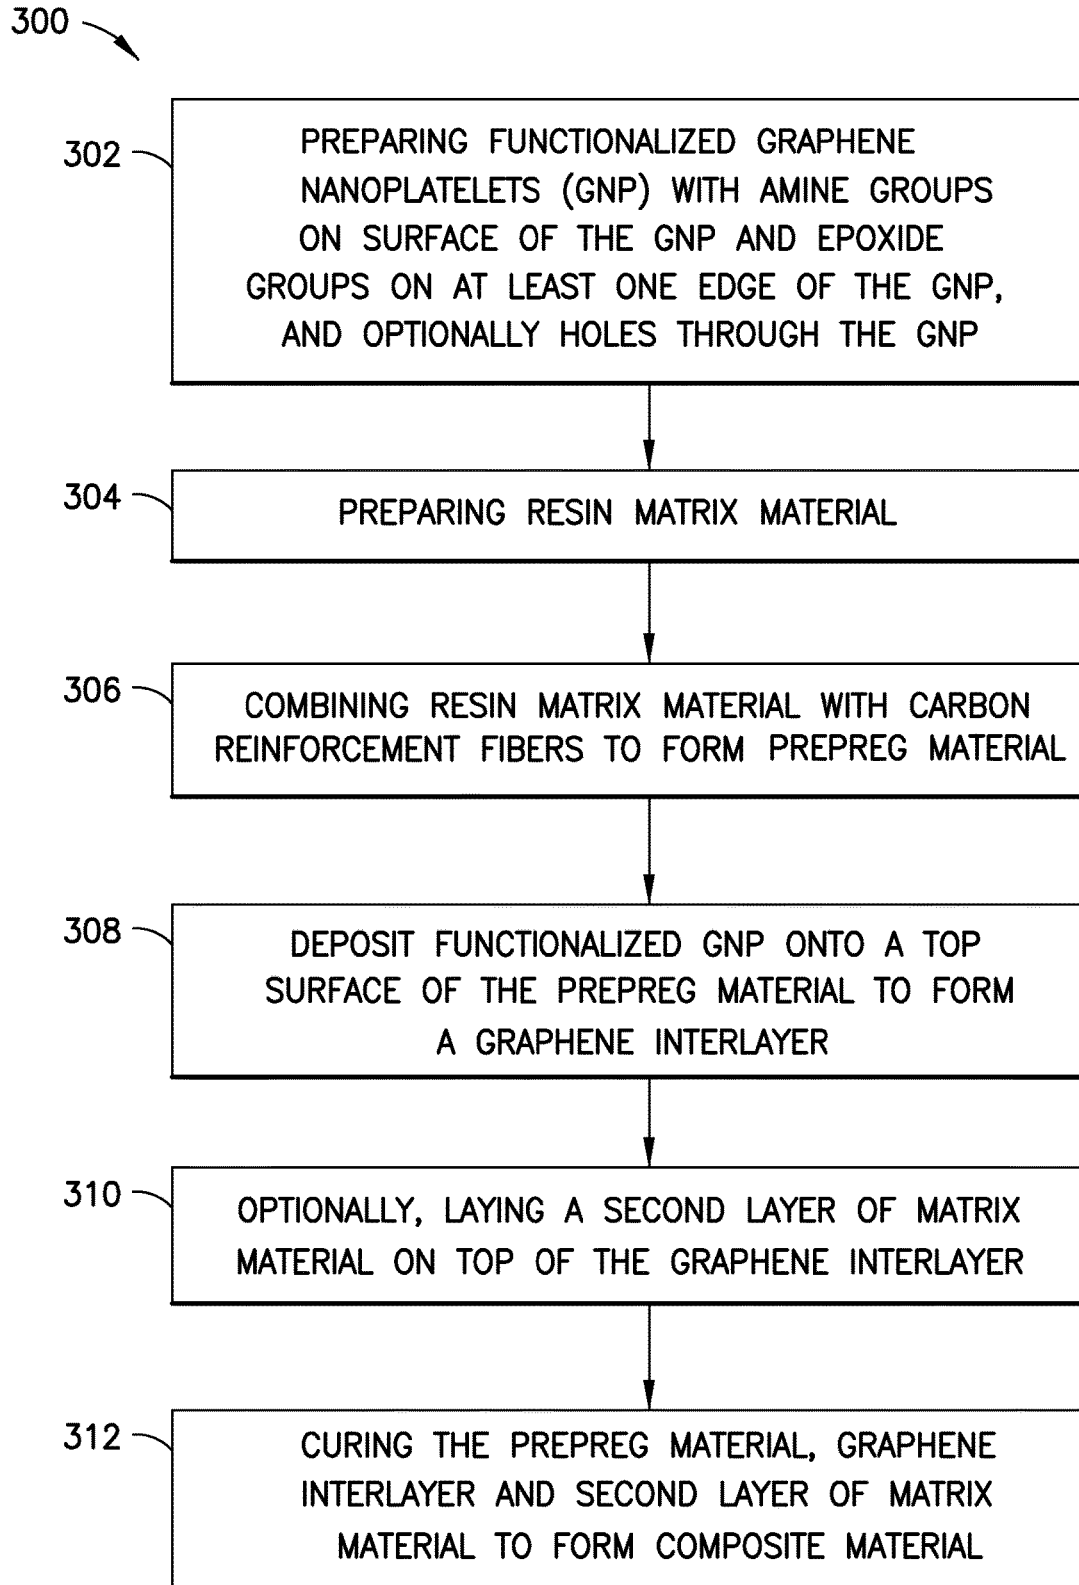 300
302
PREPARING FUNCTIONALIZED GRAPHENE
NANOPLATELETS (GNP) WITH AMINE GROUPS
ON SURFACE OF THE GNP AND EPOXIDE
GROUPS ON AT LEAST ONE EDGE OF THE GNP,
AND OPTIONALLY HOLES THROUGH THE GNP
304
PREPARING RESIN MATRIX MATERIAL
306
COMBINING RESIN MATRIX MATERIAL WITH CARBON
REINFORCEMENT FIBERS TO FORM PREPREG MATERIAL
308
DEPOSIT FUNCTIONALIZED GNP ONTO A TOP
SURFACE OF THE PREPREG MATERIAL TO FORM
A GRAPHENE INTERLAYER
310
OPTIONALLY, LAYING A SECOND LAYER OF MATRIX
MATERIAL ON TOP OF THE GRAPHENE INTERLAYER
312
CURING THE PREPREG MATERIAL, GRAPHENE
INTERLAYER AND SECOND LAYER OF MATRIX
MATERIAL TO FORM COMPOSITE MATERIAL